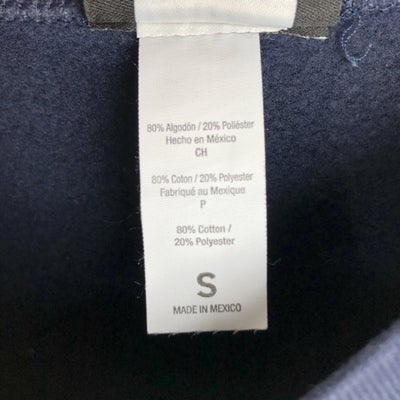 80% Algodón / 20% Poliéster
Hecho en México
CH
80% Coton / 20% Polyester
Fabriqué au Mexique
P
80% Cotton /
20% Polyester
S
MADE IN MEXICO